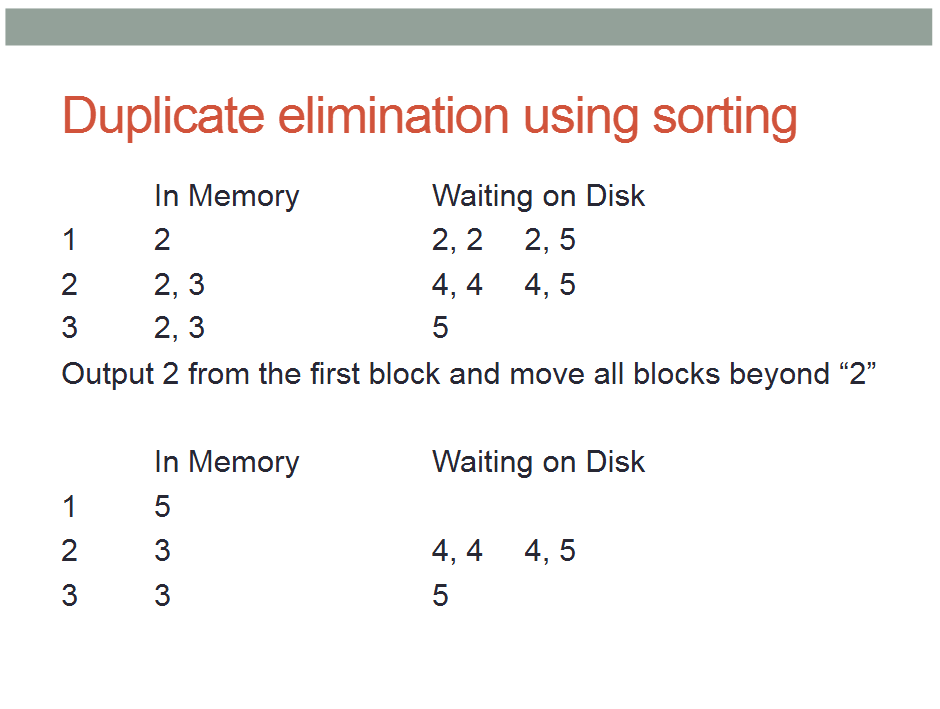 Duplicate elimination using sorting
In Memory Waiting on Disk
1 2 2, 2 2, 5
2 2, 3 4, 4 4, 5
3 2, 3 5
Output 2 from the first block and move all blocks beyond “2”
In Memory Waiting on Disk
1 5
2 3 4, 4 4, 5
3 3 5